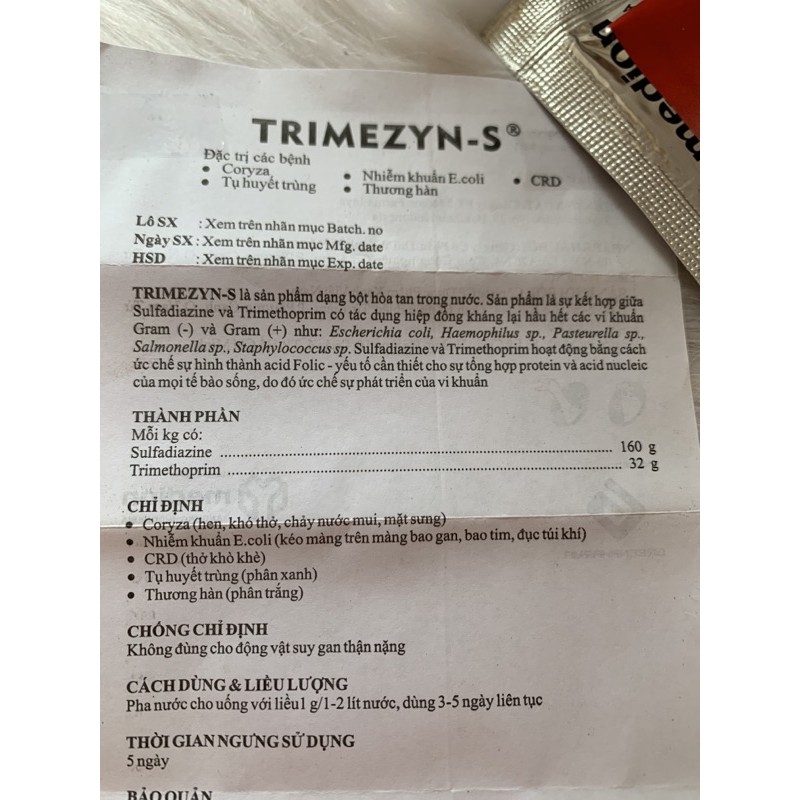 medion
TRIMEZYN-S®
Đặc trị các bệnh
• Coryza • Nhiễm khuẩn E.coli • CRD
• Tụ huyết trùng • Thương hàn
Lô SX : Xem trên nhãn mục Batch. no
Ngày SX : Xem trên nhãn mục Mfg. date
HSD : Xem trên nhãn mục Exp. date
TRIMEZYN-S là sản phẩm dạng bột hòa tan trong nước. Sản phẩm là sự kết hợp giữa
Sulfadiazine và Trimethoprim có tác dụng hiệp đồng kháng lại hầu hết các vi khuẩn
Gram (-) và Gram (+) như: Escherichia coli, Haemophilus sp., Pasteurella sp.,
Salmonella sp., Staphylococcus sp. Sulfadiazine và Trimethoprim hoạt động bằng cách
ức chế sự hình thành acid Folic - yếu tố cần thiết cho sự tổng hợp protein và acid nucleic
của mọi tế bào sống, do đó ức chế sự phát triển của vi khuẩn
THÀNH PHẦN
Mỗi kg có:
Sulfadiazine ........................................ 160 g
Trimethoprim ........................................ 32 g
CHỈ ĐỊNH
• Coryza (hen, khó thở, chảy nước mui, mặt sưng)
• Nhiễm khuẩn E.coli (kéo màng trên màng bao gan, bao tim, đục túi khí)
• CRD (thở khò khè)
• Tụ huyết trùng (phân xanh)
• Thương hàn (phân trắng)
CHỐNG CHỈ ĐỊNH
Không đùng cho động vật suy gan thận nặng
CÁCH DÙNG & LIỀU LƯỢNG
Pha nước cho uống với liều1 g/1-2 lít nước, dùng 3-5 ngày liên tục
THỜI GIAN NGƯNG SỬ DỤNG
5 ngày
BẢO QUẢN